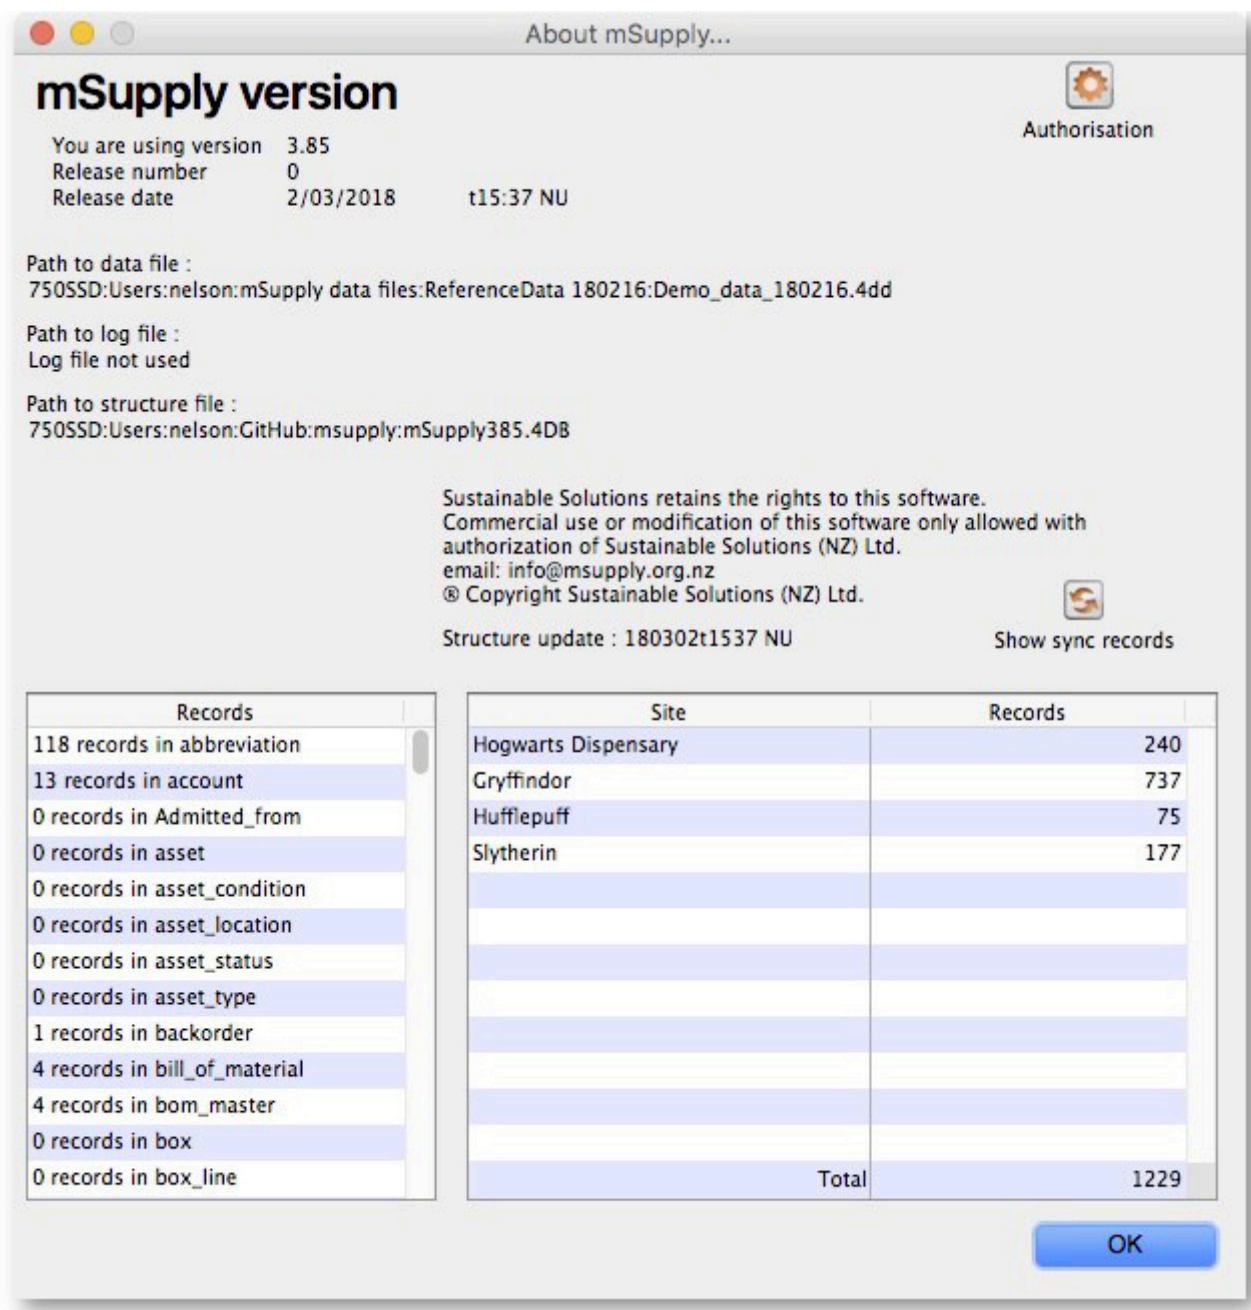 About mSupply...
mSupply version
Authorisation
You are using version 3.85
Release number 0
Release date 2/03/2018 t15:37 NU
Path to data file :
750SSD:Users:nelson:mSupply data files:ReferenceData 180216:Demo_data_180216.4dd
Path to log file :
Log file not used
Path to structure file :
750SSD:Users:nelson:GitHub:msupply:mSupply385.4DB
Sustainable Solutions retains the rights to this software.
Commercial use or modification of this software only allowed with
authorization of Sustainable Solutions (NZ) Ltd.
email: info@msupply.org.nz
® Copyright Sustainable Solutions (NZ) Ltd.
Structure update : 180302t1537 NU
Show sync records
Records
118 records in abbreviation
13 records in account
0 records in Admitted_from
0 records in asset
0 records in asset_condition
0 records in asset_location
0 records in asset_status
0 records in asset_type
1 records in backorder
4 records in bill_of_material
4 records in bom_master
0 records in box
0 records in box_line
Site Records
Hogwarts Dispensary 240
Gryffindor 737
Hufflepuff 75
Slytherin 177
Total 1229
OK